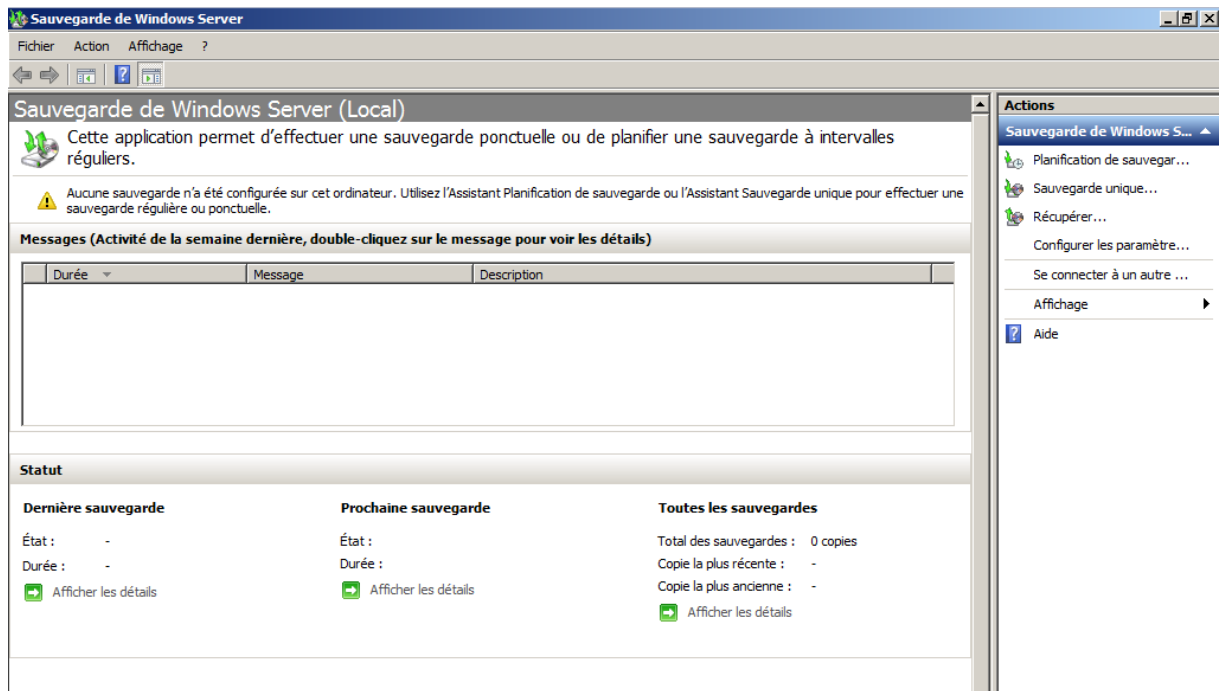 Sauvegarde de Windows Server
Fichier Action Affichage ?
Sauvegarde de Windows Server (Local)
Cette application permet d'effectuer une sauvegarde ponctuelle ou de planifier une sauvegarde à intervalles
réguliers.
Aucune sauvegarde n'a été configurée sur cet ordinateur. Utilisez l'Assistant Planification de sauvegarde ou l'Assistant Sauvegarde unique pour effectuer une
sauvegarde régulière ou ponctuelle.
Messages (Activité de la semaine dernière, double-cliquez sur le message pour voir les détails)
Durée Message Description
Statut
Dernière sauvegarde
État : -
Durée : -
Afficher les détails
Prochaine sauvegarde
État :
Durée :
Afficher les détails
Toutes les sauvegardes
Total des sauvegardes : 0 copies
Copie la plus récente : -
Copie la plus ancienne : -
Afficher les détails
Actions
Sauvegarde de Windows S...
Planification de sauvegar...
Sauvegarde unique...
Récupérer...
Configurer les paramètre...
Se connecter à un autre ...
Affichage
? Aide